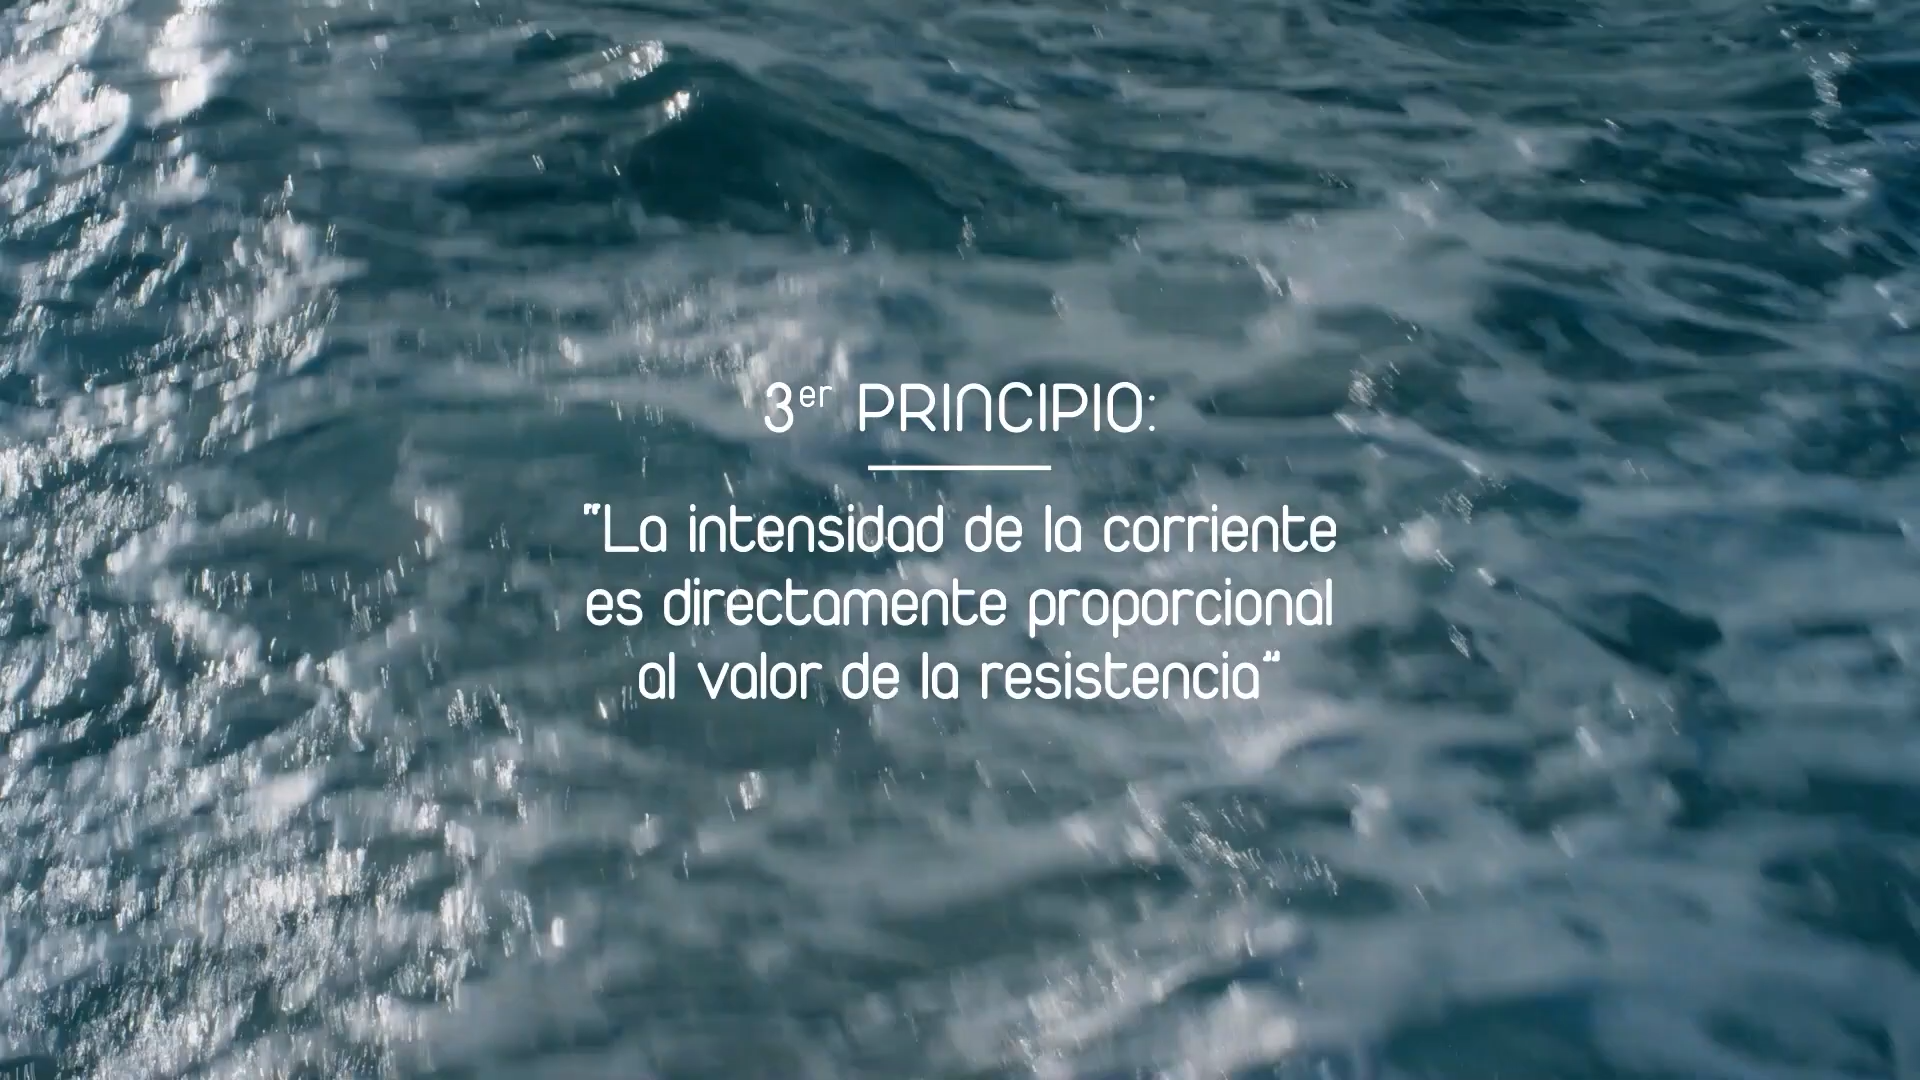 3er PRINCIPIO:
"La intensidad de la corriente
es directamente proporcional
al valor de la resistencia"